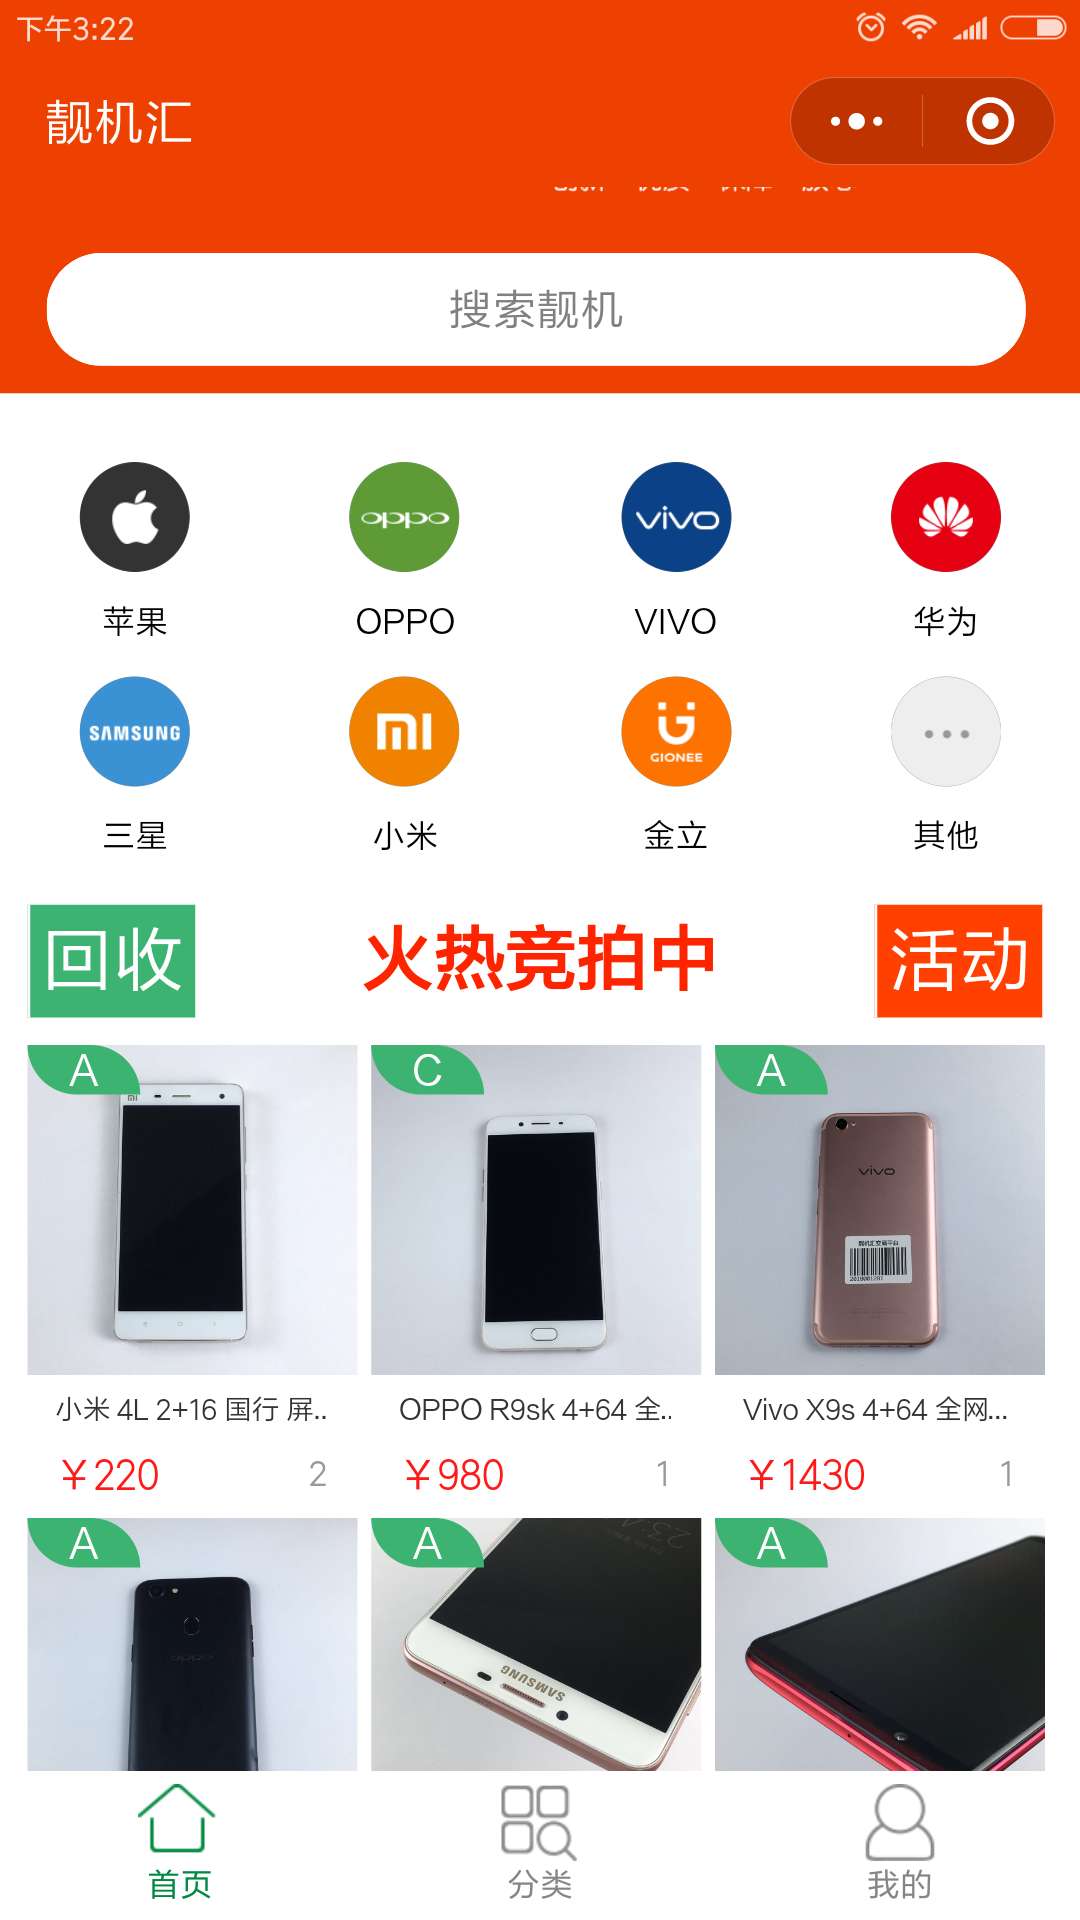 下午3:22
靓机汇
搜索靓机
oppo
vivo
苹果
OPPO
VIVO
华为
SAMSUNG
mi
GIONEE
三星
小米
金立
其他
回收
火热竞拍中
活动
A
C
A
mi
vivo
小米 4L 2+16 国行 屏..
OPPO R9sk 4+64 全..
Vivo X9s 4+64 全网...
￥220
2
￥980
1
￥1430
1
A
A
A
oppo
SAMSUNG
首页
分类
我的